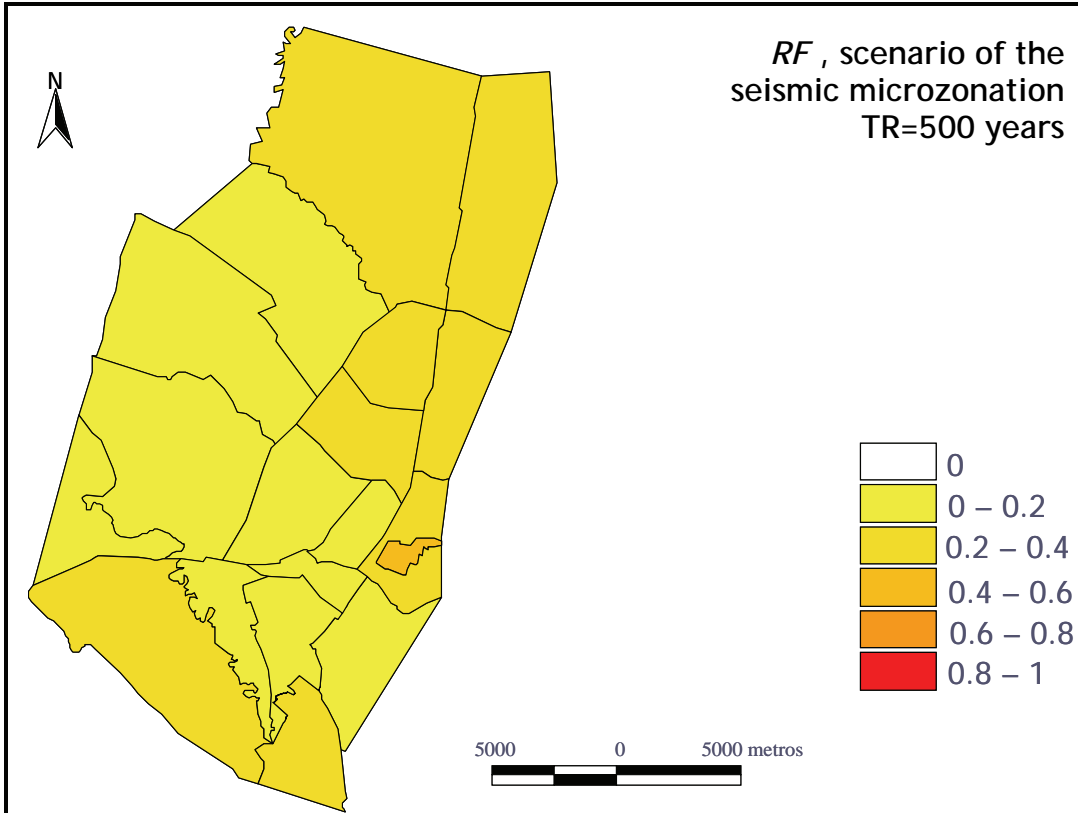 RF , scenario of the
seismic microzonation
TR=500 years
N
0
0 – 0.2
0.2 – 0.4
0.4 – 0.6
0.6 – 0.8
0.8 – 1
5000 0 5000 metros